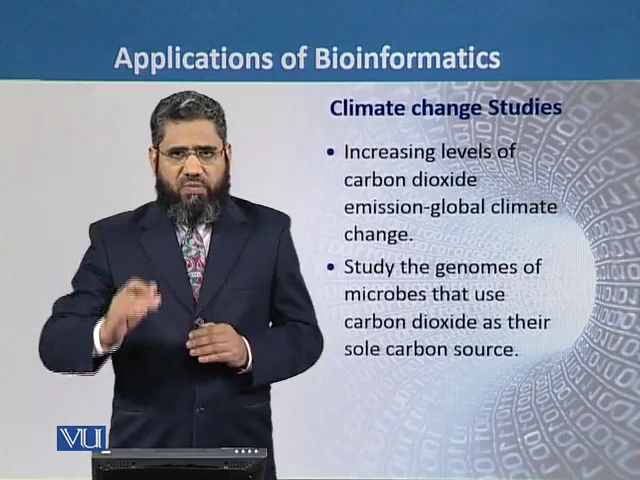 Applications of Bioinformatics
Climate change Studies
• Increasing levels of
carbon dioxide
emission-global climate
change.
• Study the genomes of
microbes that use
carbon dioxide as their
sole carbon source.
VU